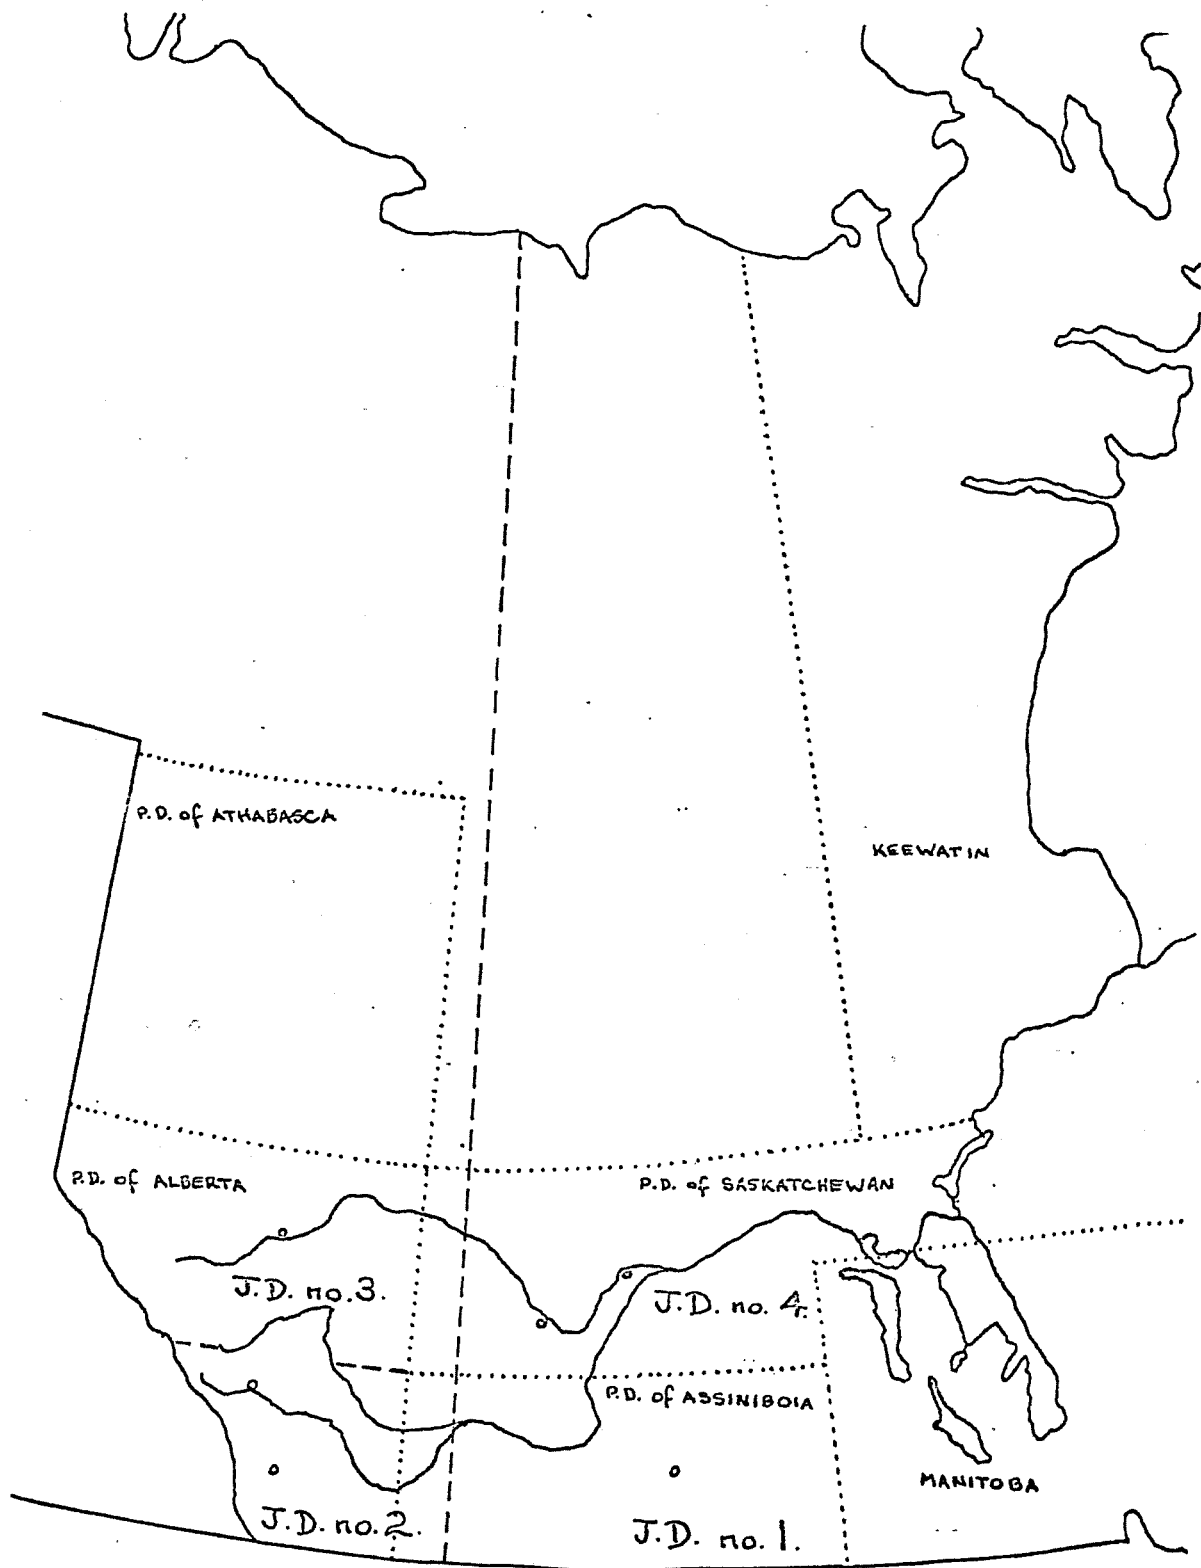 P.D. of ATHABASCA
KEEWATIN
P.D. of ALBERTA
P.D. of SASKATCHEWAN
J.D. no. 3.
J.D. no. 4.
P.D. of ASSINIBOIA
MANITOBA
J.D. no. 2.
J.D. no. 1.